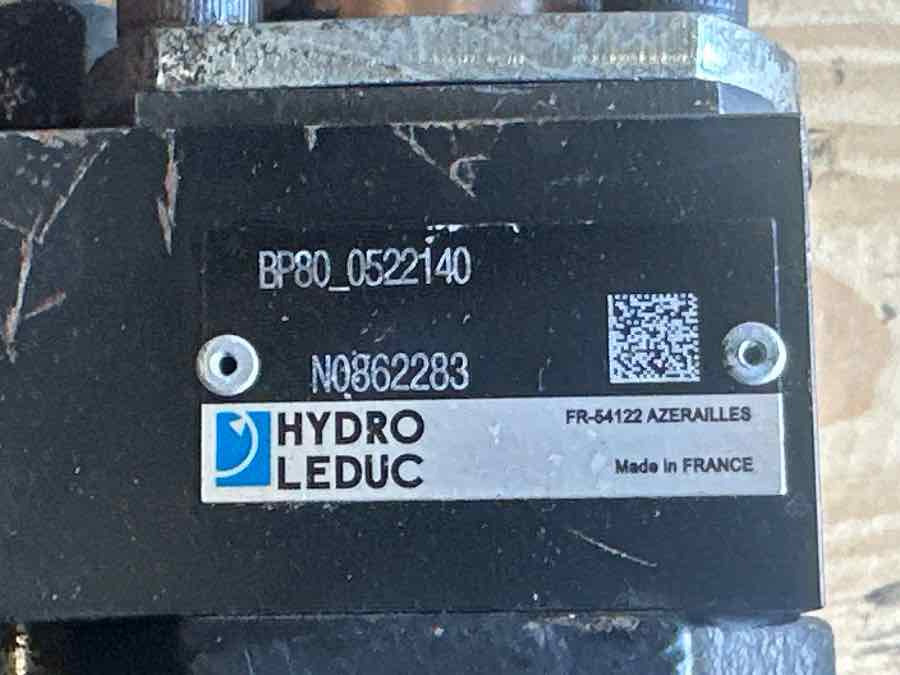 BP80_0522140
N0862283
HYDRO
LEDUC
FR-54122 AZERAILLES
Made in FRANCE